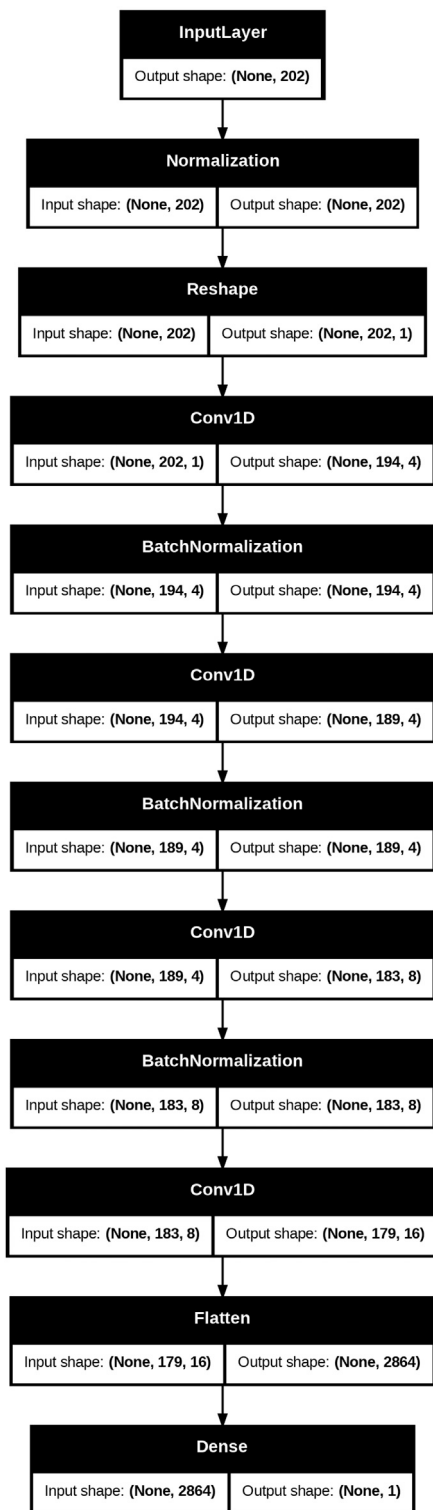 InputLayer
Output shape: (None, 202)
Normalization
Input shape: (None, 202) Output shape: (None, 202)
Reshape
Input shape: (None, 202) Output shape: (None, 202, 1)
Conv1D
Input shape: (None, 202, 1) Output shape: (None, 194, 4)
BatchNormalization
Input shape: (None, 194, 4) Output shape: (None, 194, 4)
Conv1D
Input shape: (None, 194, 4) Output shape: (None, 189, 4)
BatchNormalization
Input shape: (None, 189, 4) Output shape: (None, 189, 4)
Conv1D
Input shape: (None, 189, 4) Output shape: (None, 183, 8)
BatchNormalization
Input shape: (None, 183, 8) Output shape: (None, 183, 8)
Conv1D
Input shape: (None, 183, 8) Output shape: (None, 179, 16)
Flatten
Input shape: (None, 179, 16) Output shape: (None, 2864)
Dense
Input shape: (None, 2864) Output shape: (None, 1)